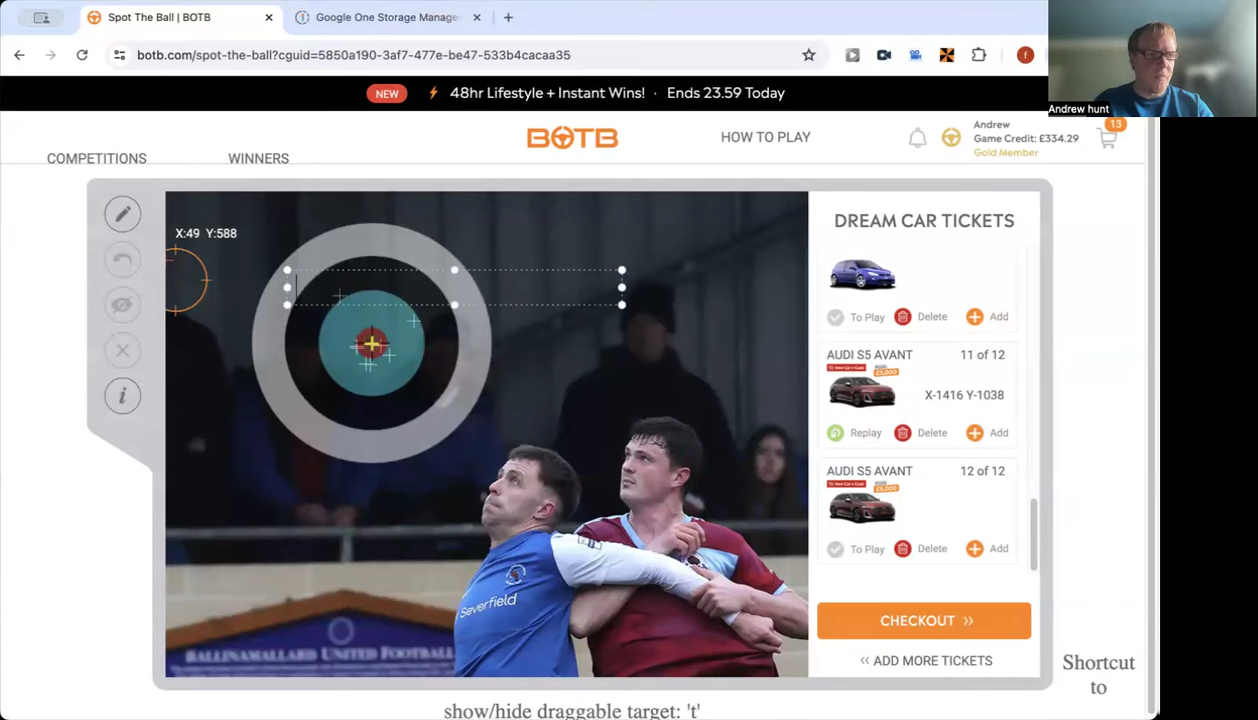 Spot The Ball | BOTB
Google One Storage Manage
botb.com/spot-the-ball?cguid=5850a190-3af7-477e-be47-533b4cacaa35
f
Andrew hunt
NEW
48hr Lifestyle + Instant Wins! · Ends 23.59 Today
COMPETITIONS
WINNERS
BOTB
HOW TO PLAY
Andrew
Game Credit: £334.29
Gold Member
13
X:49 Y:588
Severfield
BALLINAMALLARD UNITED FOOTBALL
DREAM CAR TICKETS
To Play
Delete
Add
AUDI S5 AVANT
11 of 12
X-1416 Y-1038
Replay
Delete
Add
AUDI S5 AVANT
12 of 12
To Play
Delete
Add
CHECKOUT »
« ADD MORE TICKETS
Shortcut
to
show/hide draggable target: 't'